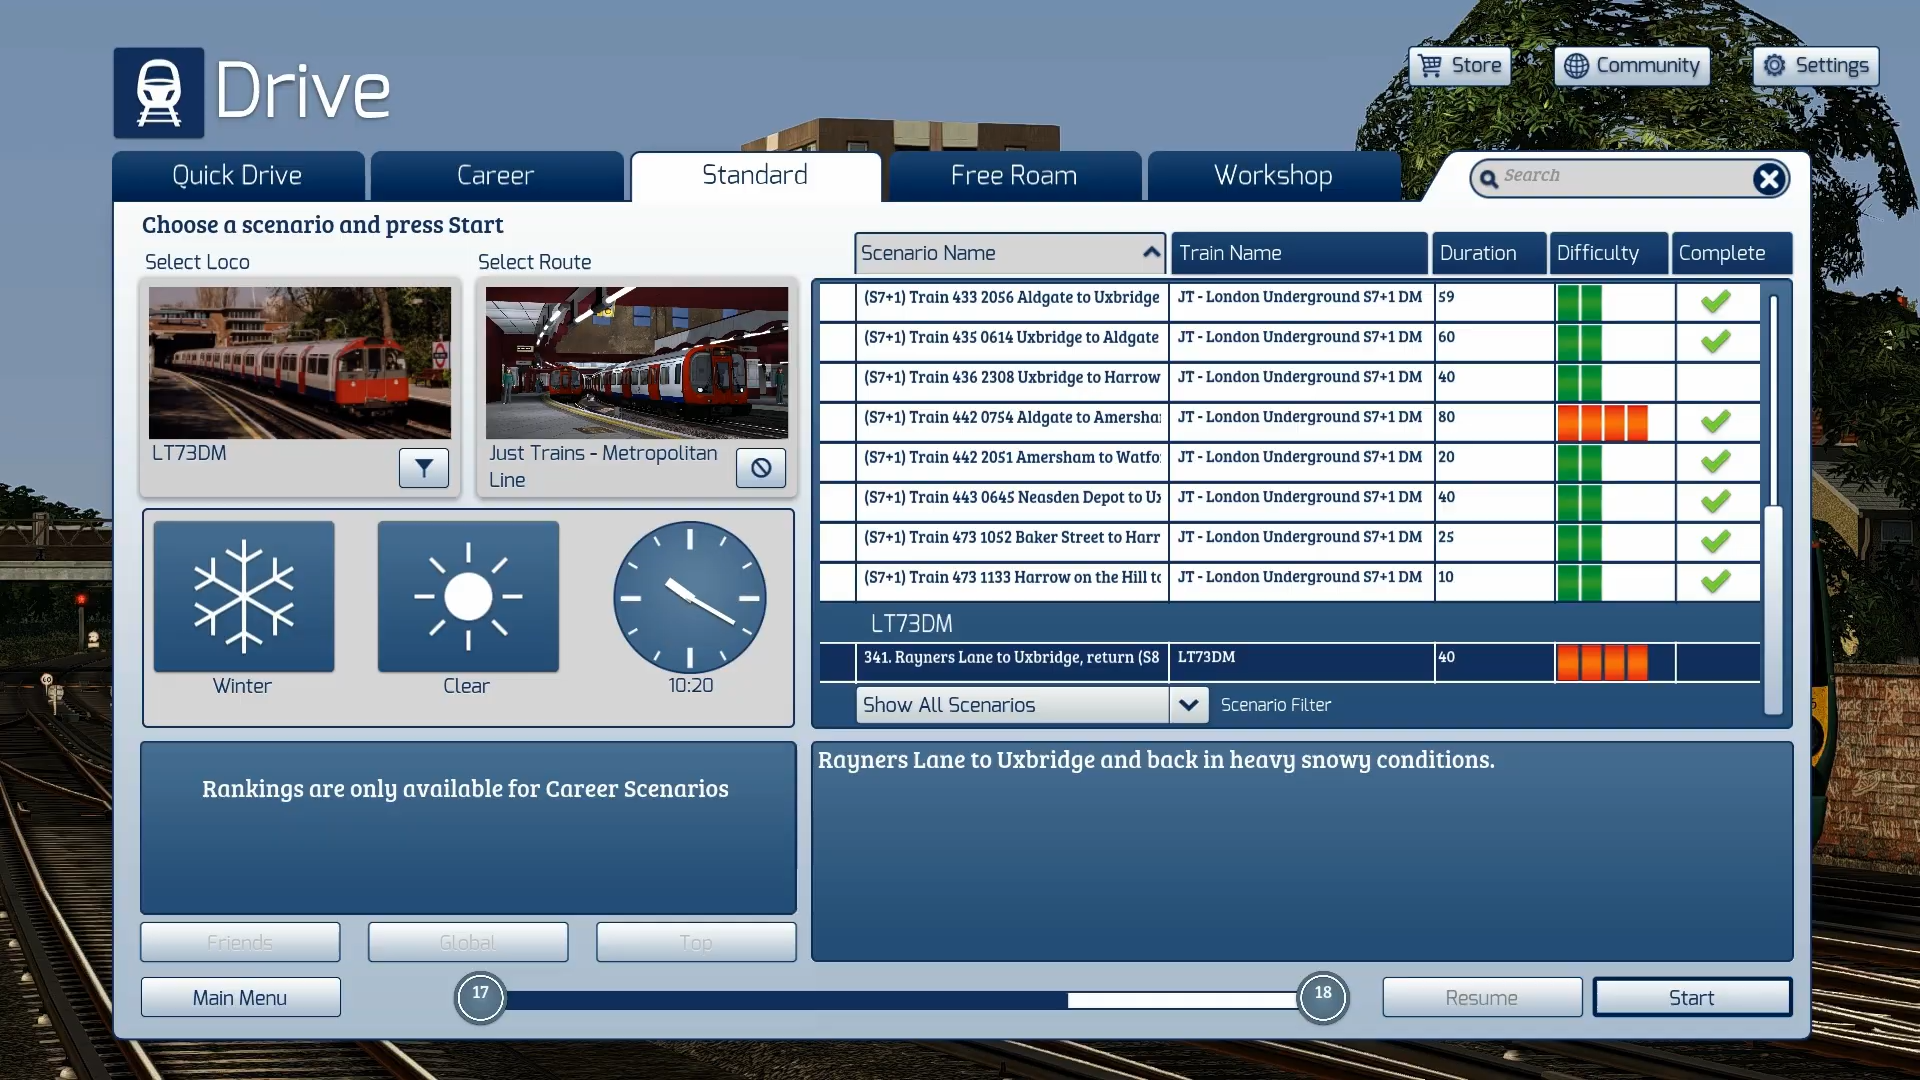 Drive
Store
Community
Settings
Quick Drive
Career
Standard
Free Roam
Workshop
Search
Choose a scenario and press Start
Select Loco
Select Route
LT73DM
Just Trains - Metropolitan
Line
Winter
Clear
10:20
Scenario Name
Train Name
Duration
Difficulty
Complete
(S7+1) Train 433 2056 Aldgate to Uxbridge JT - London Underground S7+1 DM 59
(S7+1) Train 435 0614 Uxbridge to Aldgate JT - London Underground S7+1 DM 60
(S7+1) Train 436 2308 Uxbridge to Harrow JT - London Underground S7+1 DM 40
(S7+1) Train 442 0754 Aldgate to Amersha JT - London Underground S7+1 DM 80
(S7+1) Train 442 2051 Amersham to Watfo JT - London Underground S7+1 DM 20
(S7+1) Train 443 0645 Neasden Depot to Ux JT - London Underground S7+1 DM 40
(S7+1) Train 473 1052 Baker Street to Harr JT - London Underground S7+1 DM 25
(S7+1) Train 473 1133 Harrow on the Hill to JT - London Underground S7+1 DM 10
LT73DM
341. Rayners Lane to Uxbridge, return (S8 LT73DM 40
Show All Scenarios
Scenario Filter
Rankings are only available for Career Scenarios
Rayners Lane to Uxbridge and back in heavy snowy conditions.
Friends
Global
Top
Main Menu
17
18
Resume
Start